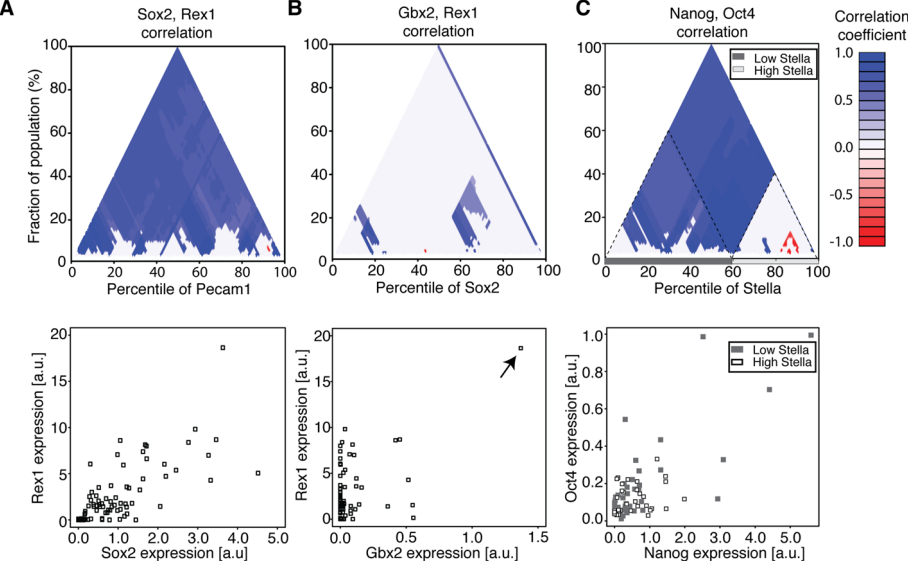 A
Sox2, Rex1
correlation
Fraction of population (%)
100
80
60
40
20
0
0 20 40 60 80 100
Percentile of Pecam1
B
Gbx2, Rex1
correlation
100
80
60
40
20
0
0 20 40 60 80 100
Percentile of Sox2
C
Nanog, Oct4
correlation
Low Stella
High Stella
100
80
60
40
20
0
0 20 40 60 80 100
Percentile of Stella
Correlation
coefficient
1.0
0.5
0.0
-0.5
-1.0
Rex1 expression [a.u.]
20
15
10
5
0
0.0 1.0 2.0 3.0 4.0 5.0
Sox2 expression [a.u]
Rex1 expression [a.u.]
20
15
10
5
0
0.0 0.5 1.0 1.5
Gbx2 expression [a.u.]
Oct4 expression [a.u.]
Low Stella
High Stella
1.0
0.8
0.6
0.4
0.2
0.0
0.0 1.0 2.0 3.0 4.0 5.0
Nanog expression [a.u.]